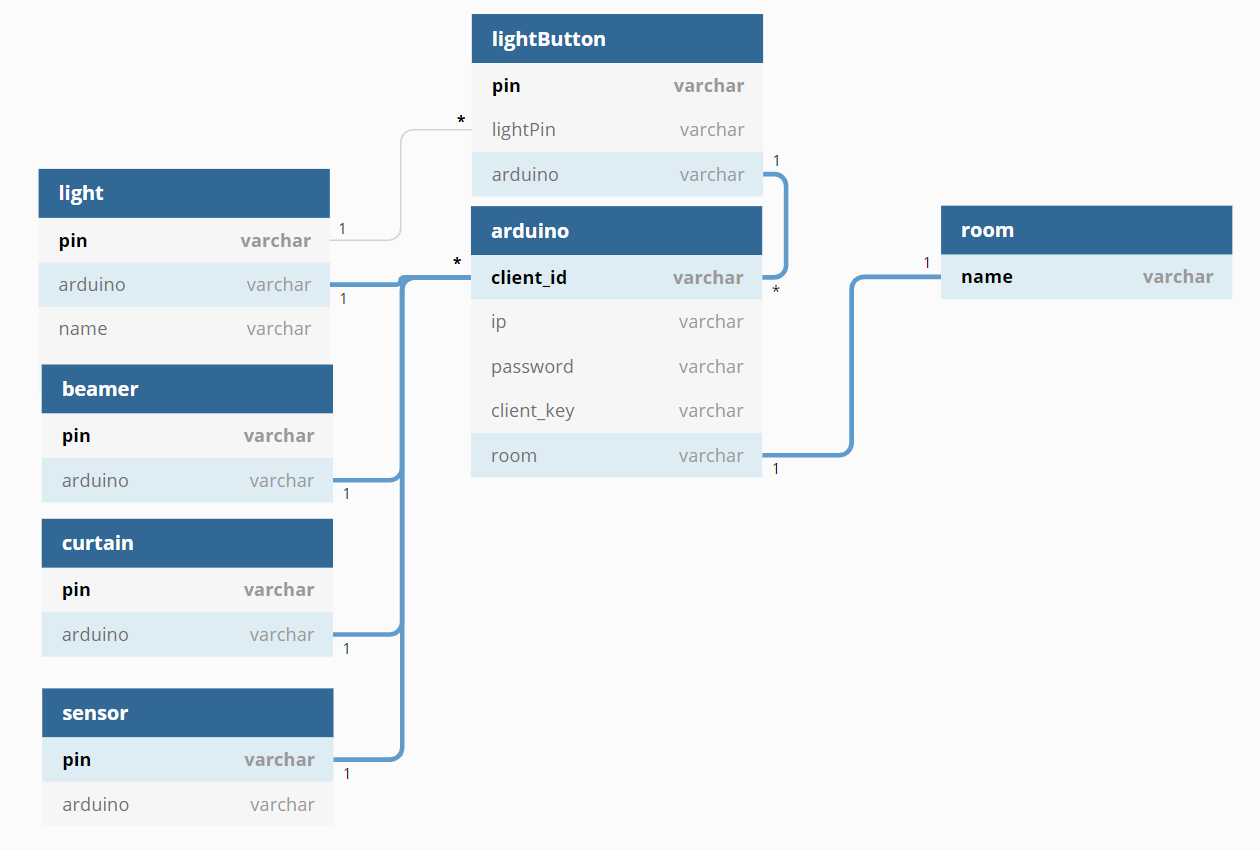 lightButton
pin varchar
* lightPin varchar
arduino varchar 1
light
pin varchar 1
arduino varchar 1
name varchar
arduino
* client_id varchar *
ip varchar
password varchar
client_key varchar
room varchar 1
room
1 name varchar
beamer
pin varchar
arduino varchar 1
curtain
pin varchar
arduino varchar 1
sensor
pin varchar 1
arduino varchar